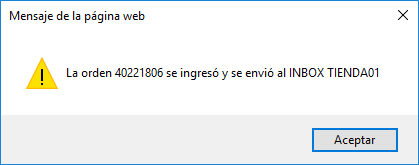 Mensaje de la página web
La orden 40221806 se ingresó y se envió al INBOX TIENDA01
Aceptar